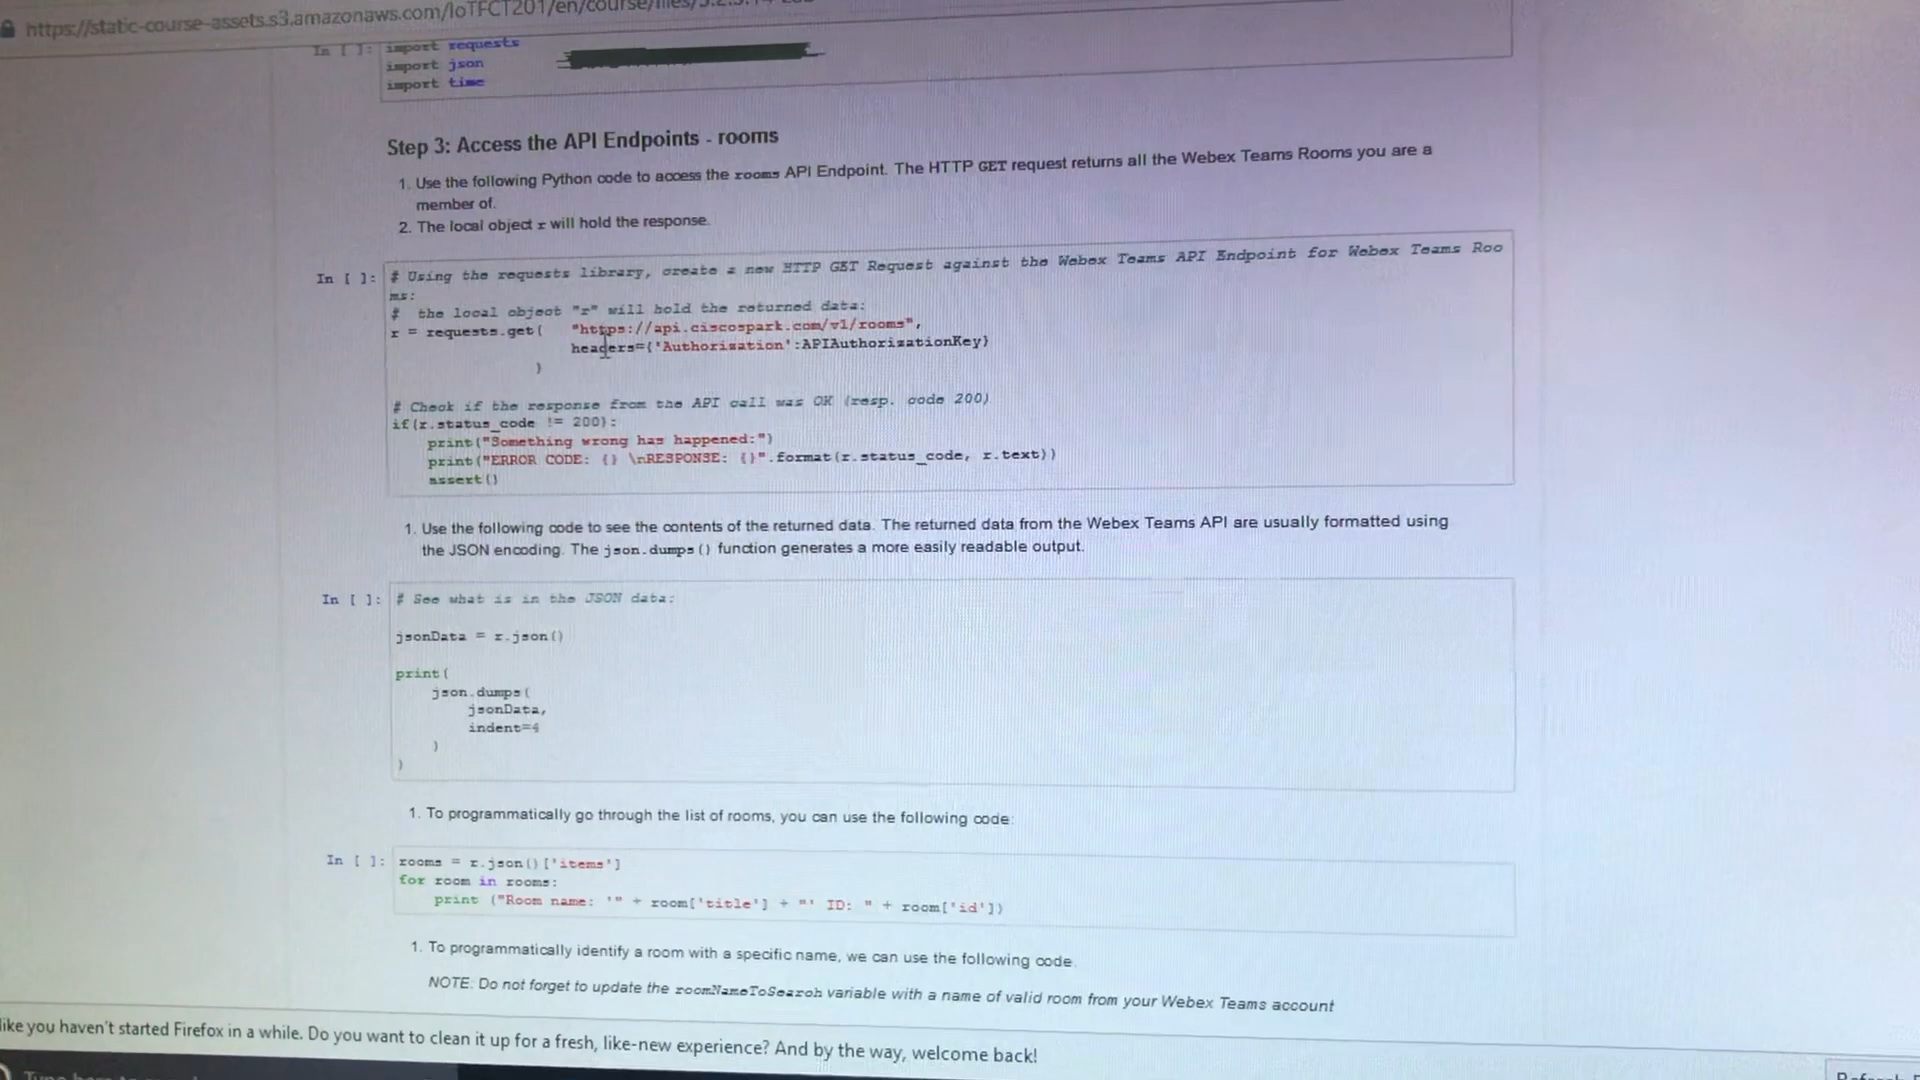 https://static-course-assets.s3.amazonaws.com/IoTFCT201/en/course/files/
In [ ]: import requests
import json
import time
Step 3: Access the API Endpoints - rooms
1. Use the following Python code to access the rooms API Endpoint. The HTTP GET request returns all the Webex Teams Rooms you are a
member of.
2. The local object r will hold the response.
In [ ]: # Using the requests library, create a new HTTP GET Request against the Webex Teams API Endpoint for Webex Teams Roo
ms:
# the local object "r" will hold the returned data:
r = requests.get( "https://api.ciscospark.com/v1/rooms",
headers={'Authorization':APIAuthorizationKey}
)
# Check if the response from the API call was OK (resp. code 200)
if(r.status_code != 200):
print("Something wrong has happened:")
print("ERROR CODE: {} \nRESPONSE: {}".format(r.status_code, r.text))
assert()
1. Use the following code to see the contents of the returned data. The returned data from the Webex Teams API are usually formatted using
the JSON encoding. The json.dumps() function generates a more easily readable output.
In [ ]: # See what is in the JSON data:
jsonData = r.json()
print(
json.dumps(
jsonData,
indent=4
)
)
1. To programmatically go through the list of rooms, you can use the following code:
In [ ]: rooms = r.json()['items']
for room in rooms:
print ("Room name: '" + room['title'] + "' ID: " + room['id'])
1. To programmatically identify a room with a specific name, we can use the following code.
NOTE: Do not forget to update the roomNameToSearch variable with a name of valid room from your Webex Teams account
like you haven't started Firefox in a while. Do you want to clean it up for a fresh, like-new experience? And by the way, welcome back!